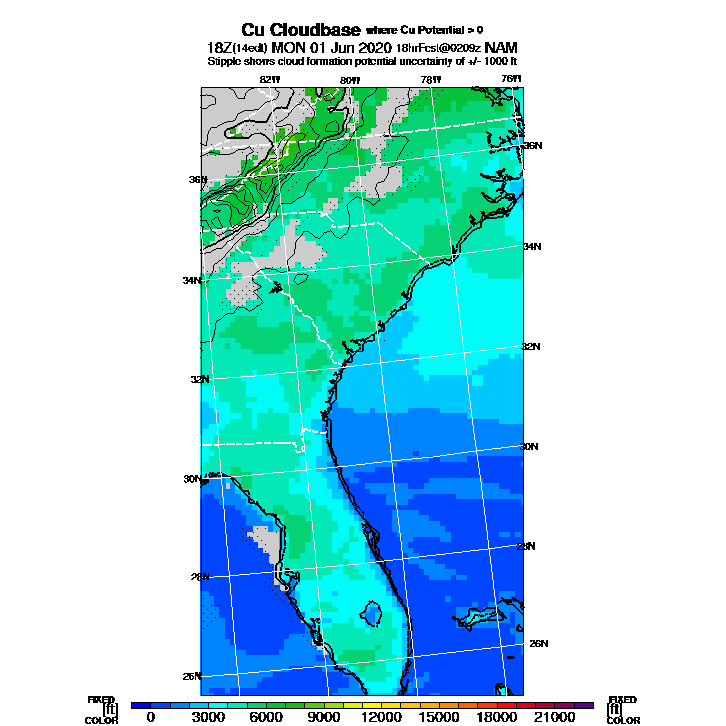 Cu Cloudbase where Cu Potential > 0
18Z(14edt) MON 01 Jun 2020 18hrFcst@0209z NAM
Stipple shows cloud formation potential uncertainty of +/- 1000 ft
82W 80W 78W 76W
36N
36N
34N
34N
32N
32N
30N
30N
28N
28N
26N
26N
FIXED FIXED
[ft] [ft]
COLOR COLOR
0 3000 6000 9000 12000 15000 18000 21000